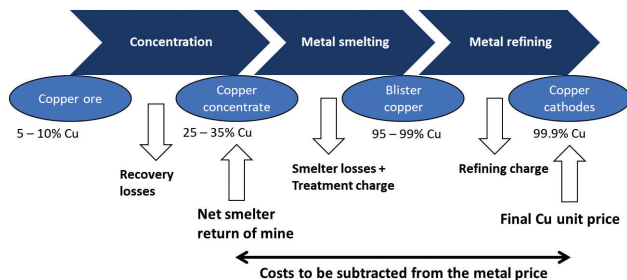 Concentration
Metal smelting
Metal refining
Copper ore
Copper
concentrate
Blister
copper
Copper
cathodes
5 – 10% Cu
25 – 35% Cu
95 – 99% Cu
99.9% Cu
Recovery
losses
Smelter losses +
Treatment charge
Refining charge
Net smelter
return of mine
Final Cu unit price
Costs to be subtracted from the metal price